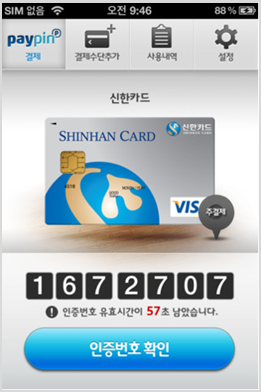 SIM 없음 오전 9:46 88 %
paypin P
결제 결제수단추가 사용내역 설정
신한카드
신한카드
SHINHAN CARD
SHINHAN CARD
VISA
주결제
1672707
! 인증번호 유효시간이 57초 남았습니다.
인증번호 확인